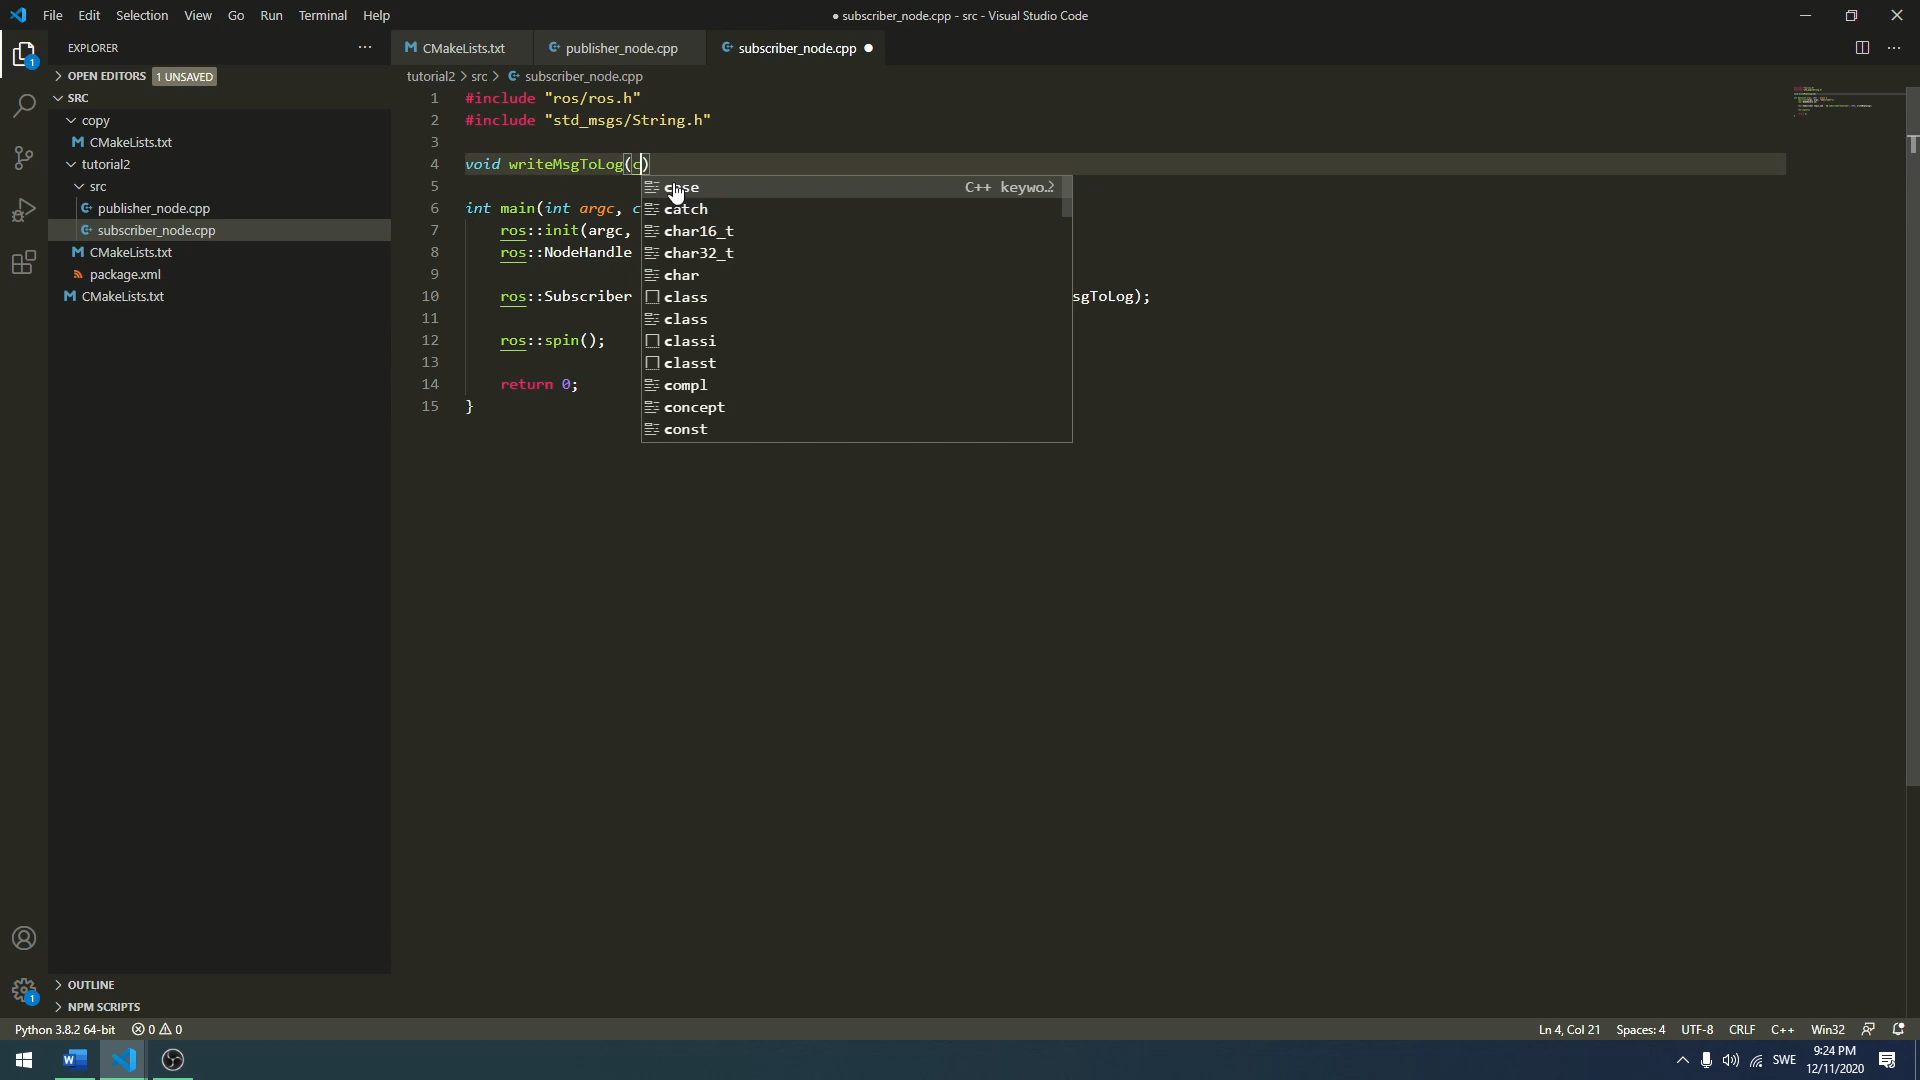 File Edit Selection View Go Run Terminal Help
● subscriber_node.cpp - src - Visual Studio Code
EXPLORER
CMakeLists.txt
publisher_node.cpp
subscriber_node.cpp ●
OPEN EDITORS 1 UNSAVED
tutorial2 > src > subscriber_node.cpp
SRC
copy
CMakeLists.txt
tutorial2
src
publisher_node.cpp
subscriber_node.cpp
CMakeLists.txt
package.xml
CMakeLists.txt
1 #include "ros/ros.h"
2 #include "std_msgs/String.h"
3
4 void writeMsgToLog(c)
5
6 int main(int argc, c
7 ros::init(argc,
8 ros::NodeHandle
9
10 ros::Subscriber sgToLog);
11
12 ros::spin();
13
14 return 0;
15 }
case C++ keywo…
catch
char16_t
char32_t
char
class
class
classi
classt
compl
concept
const
1
OUTLINE
NPM SCRIPTS
1
Python 3.8.2 64-bit 0 0
Ln 4, Col 21 Spaces: 4 UTF-8 CRLF C++ Win32
SWE
9:24 PM
12/11/2020